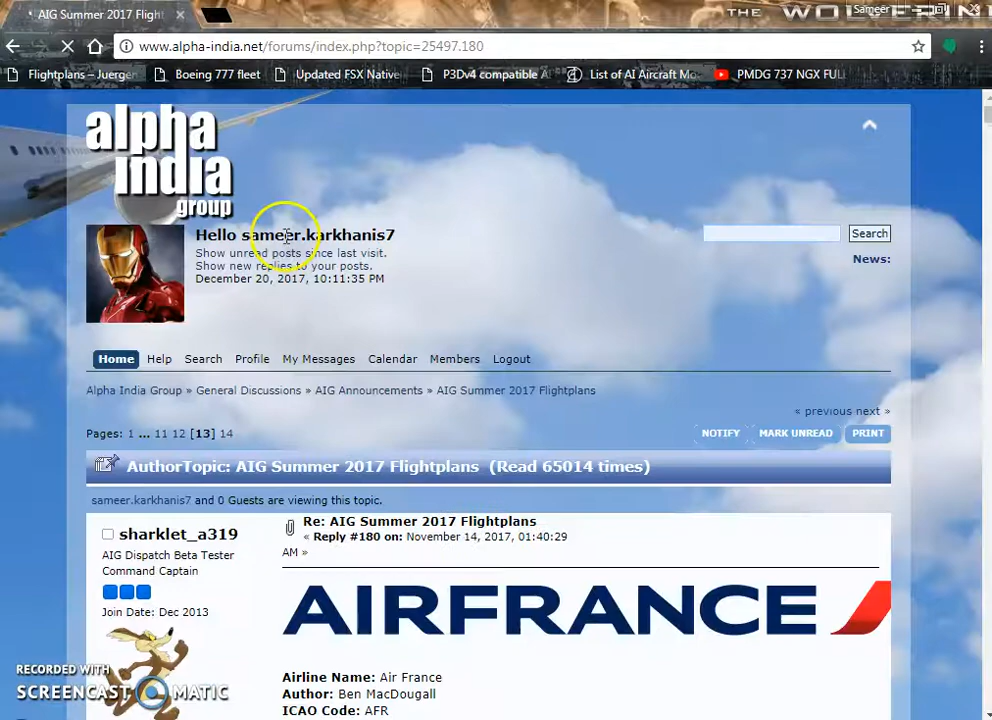 AIG Summer 2017 Flight
THE WOLVERIN
Sameer
www.alpha-india.net/forums/index.php?topic=25497.180
Flightplans – Juerge
Boeing 777 fleet
Updated FSX Native
P3Dv4 compatible A
List of AI Aircraft Mo
PMDG 737 NGX FUL
alpha
india
group
Hello sameer.karkhanis7
Show unread posts since last visit.
Show new replies to your posts.
December 20, 2017, 10:11:35 PM
Search
News:
Home Help Search Profile My Messages Calendar Members Logout
Alpha India Group » General Discussions » AIG Announcements » AIG Summer 2017 Flightplans
« previous next »
Pages: 1 ... 11 12 [13] 14
NOTIFY MARK UNREAD PRINT
AuthorTopic: AIG Summer 2017 Flightplans (Read 65014 times)
sameer.karkhanis7 and 0 Guests are viewing this topic.
sharklet_a319
AIG Dispatch Beta Tester
Command Captain
Join Date: Dec 2013
Re: AIG Summer 2017 Flightplans
« Reply #180 on: November 14, 2017, 01:40:29
AM »
AIRFRANCE
Airline Name: Air France
Author: Ben MacDougall
ICAO Code: AFR
RECORDED WITH
SCREENCAST MATIC